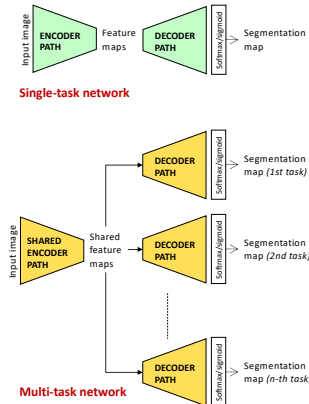 Input image
ENCODER
PATH
Feature
maps
DECODER
PATH
Softmax/sigmoid
Segmentation
map
Single-task network
DECODER
PATH
Softmax/sigmoid
Segmentation
map (1st task)
Input image
SHARED
ENCODER
PATH
Shared
feature
maps
DECODER
PATH
Softmax/sigmoid
Segmentation
map (2nd task)
DECODER
PATH
Softmax/sigmoid
Segmentation
map (n-th task)
Multi-task network